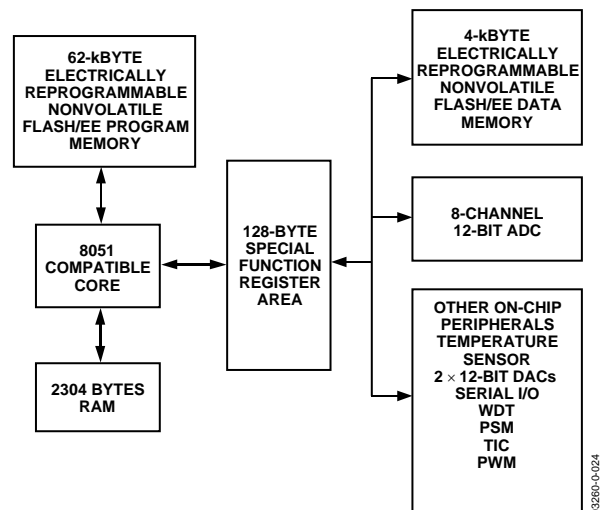 62-kBYTE
ELECTRICALLY
REPROGRAMMABLE
NONVOLATILE
FLASH/EE PROGRAM
MEMORY
8051
COMPATIBLE
CORE
2304 BYTES
RAM
128-BYTE
SPECIAL
FUNCTION
REGISTER
AREA
4-kBYTE
ELECTRICALLY
REPROGRAMMABLE
NONVOLATILE
FLASH/EE DATA
MEMORY
8-CHANNEL
12-BIT ADC
OTHER ON-CHIP
PERIPHERALS
TEMPERATURE
SENSOR
2 × 12-BIT DACs
SERIAL I/O
WDT
PSM
TIC
PWM
03260-0-024